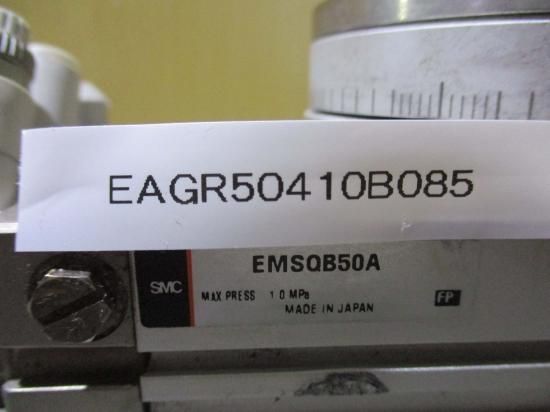 EAGR50410B085
EMSQB50A
SMC
MAX PRESS 1.0 MPa
FP
MADE IN JAPAN